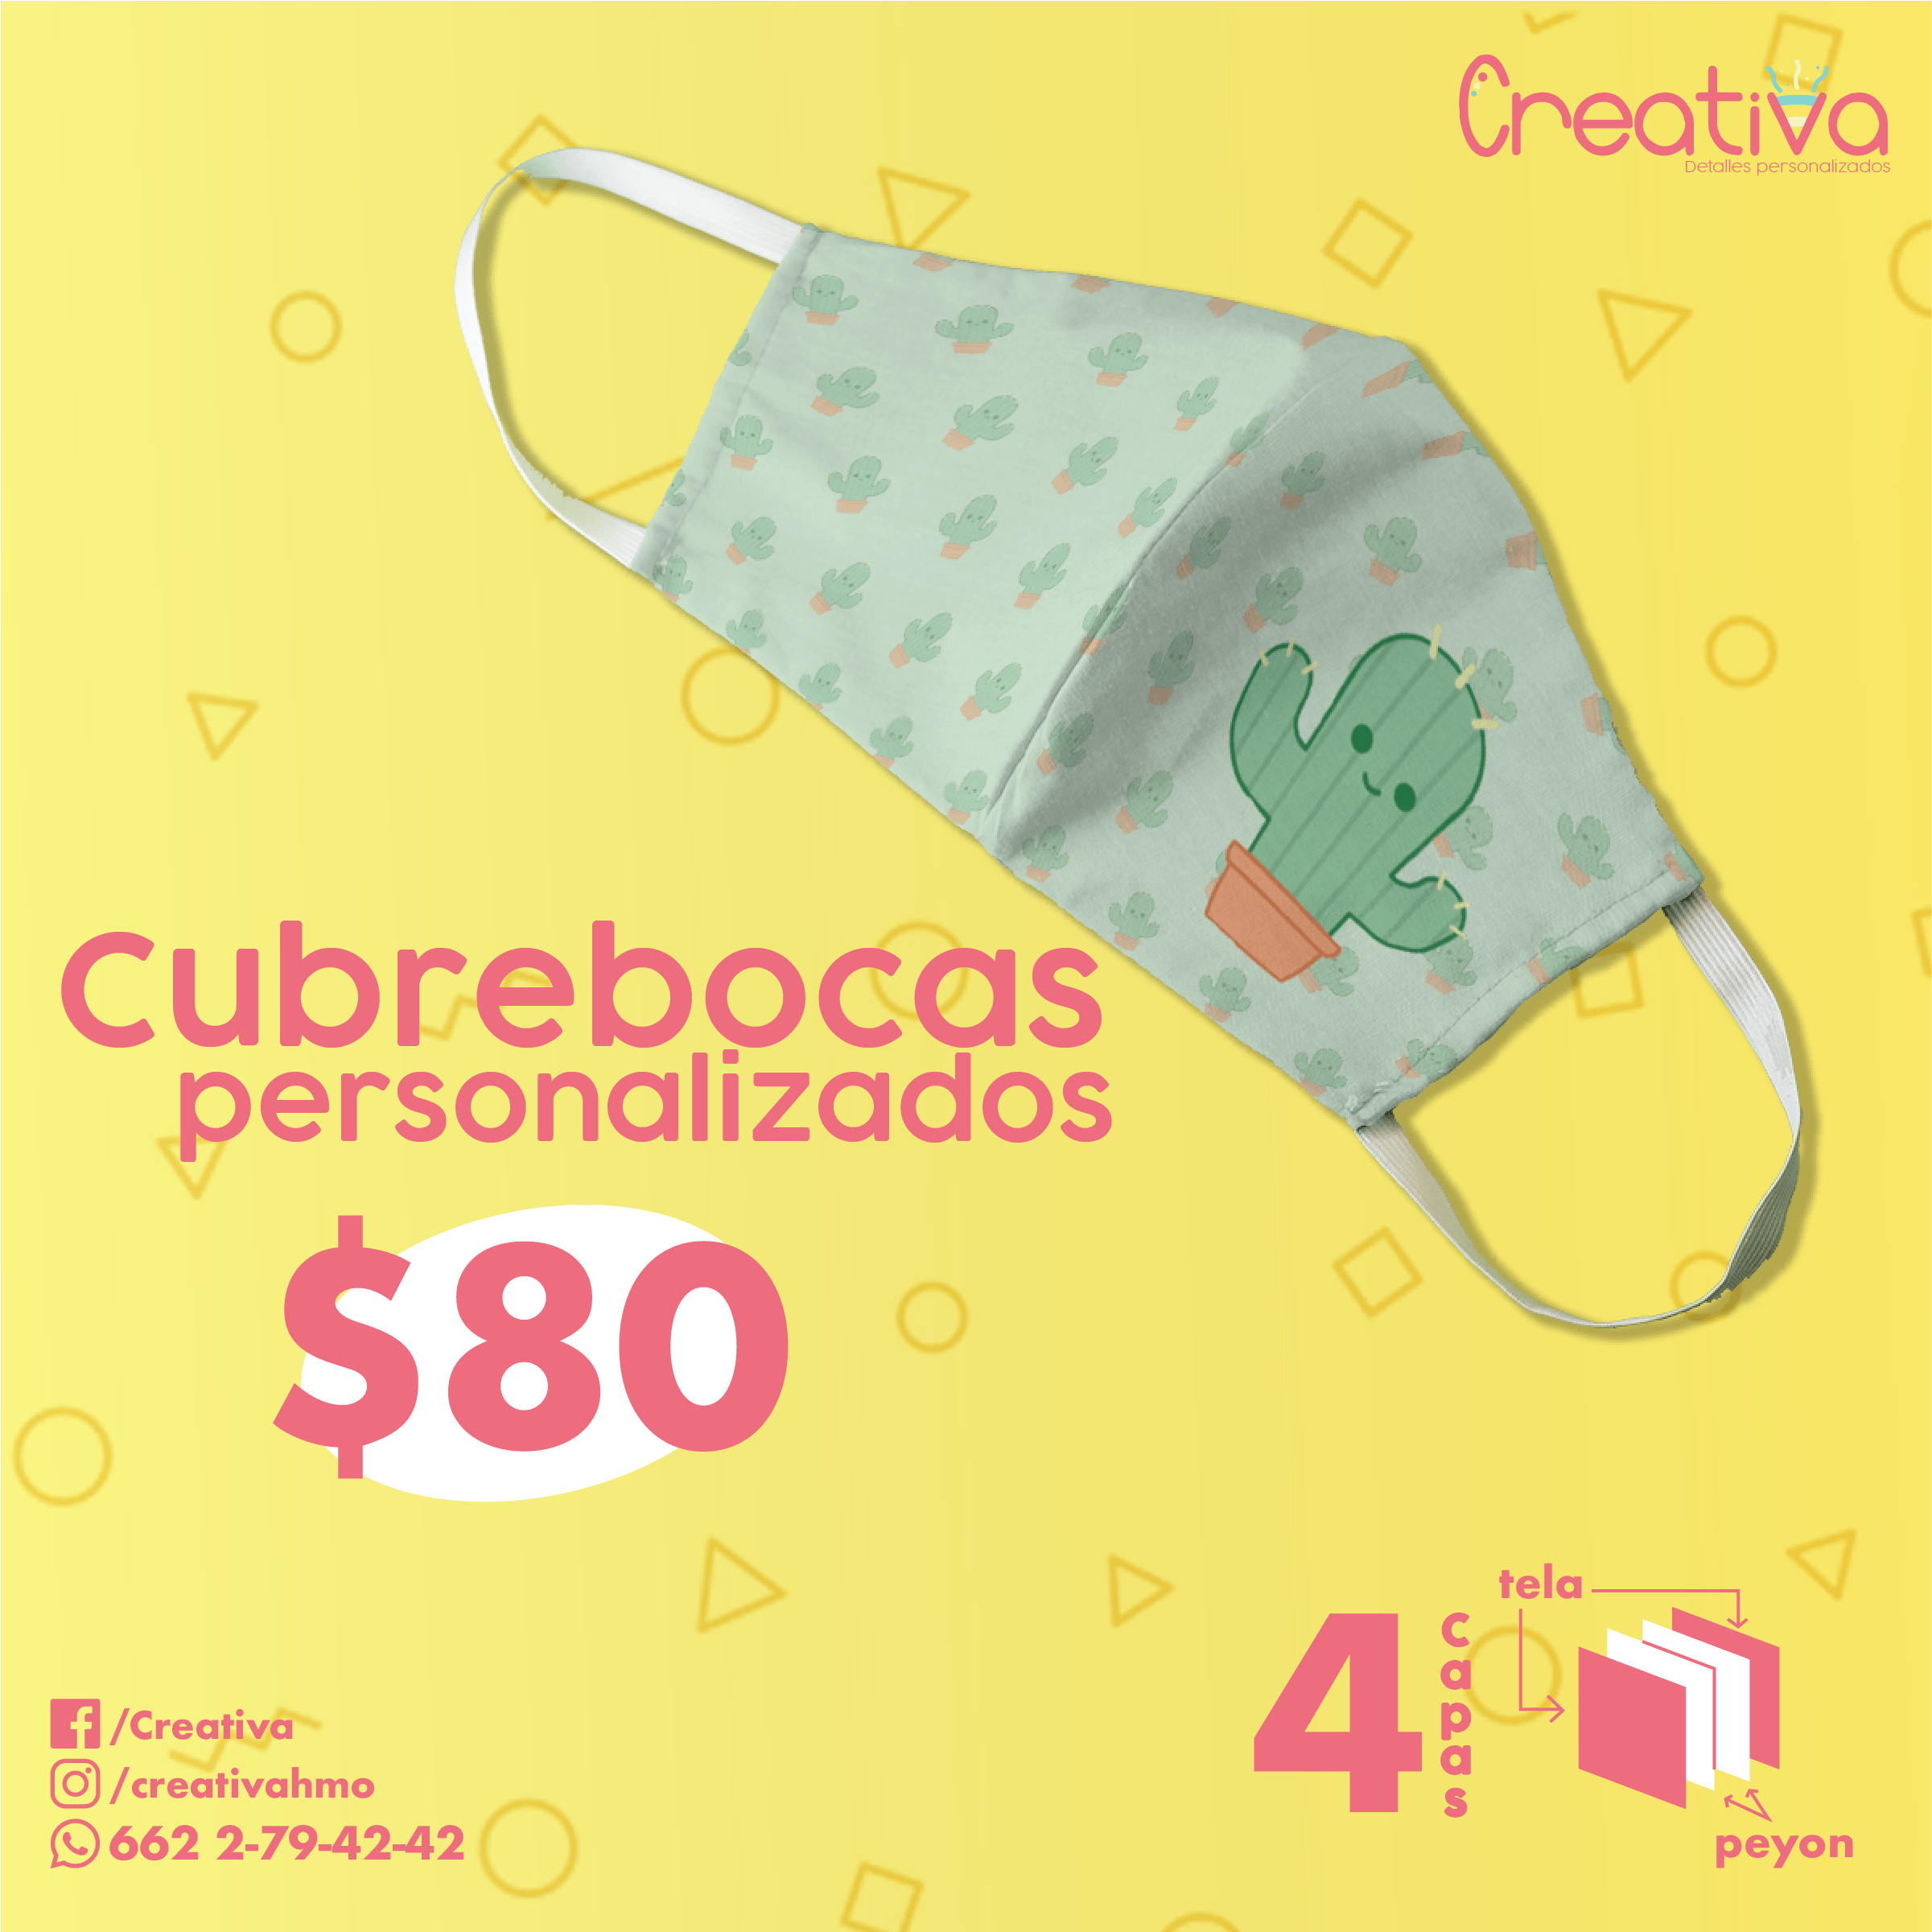 Creativa
Detalles personalizados
Cubrebocas
personalizados
$80
4 capas
tela
peyon
/Creativa
/creativahmo
662 2-79-42-42